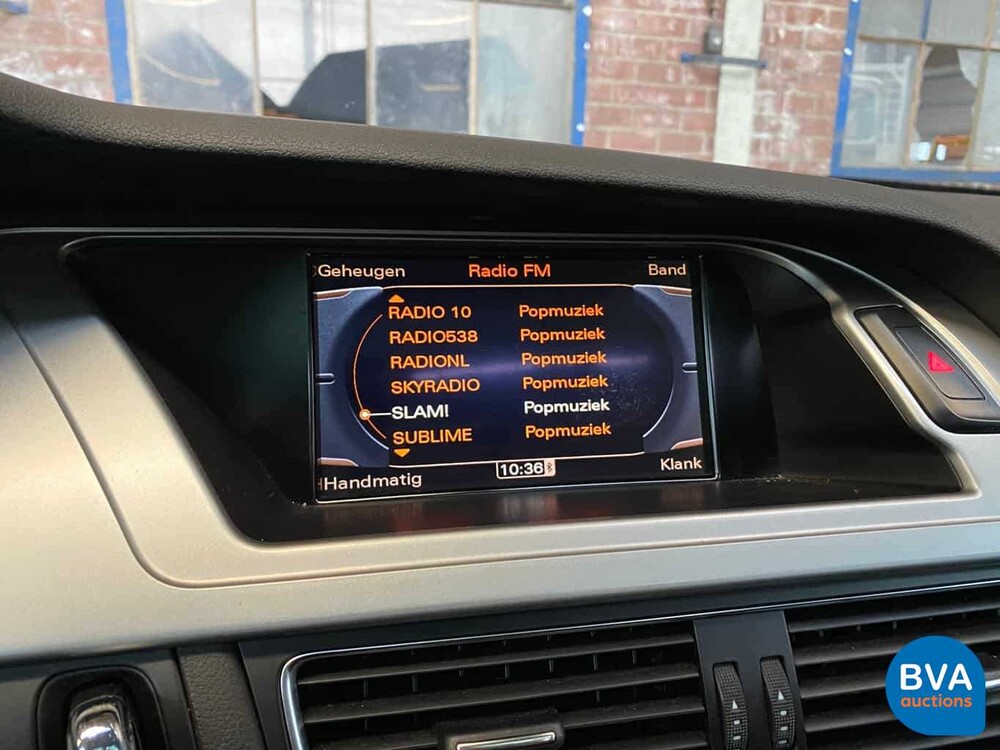 Geheugen Radio FM Band
RADIO 10 Popmuziek
RADIO538 Popmuziek
RADIONL Popmuziek
SKYRADIO Popmuziek
SLAM! Popmuziek
SUBLIME Popmuziek
10:36
Handmatig Klank
BVA
auctions